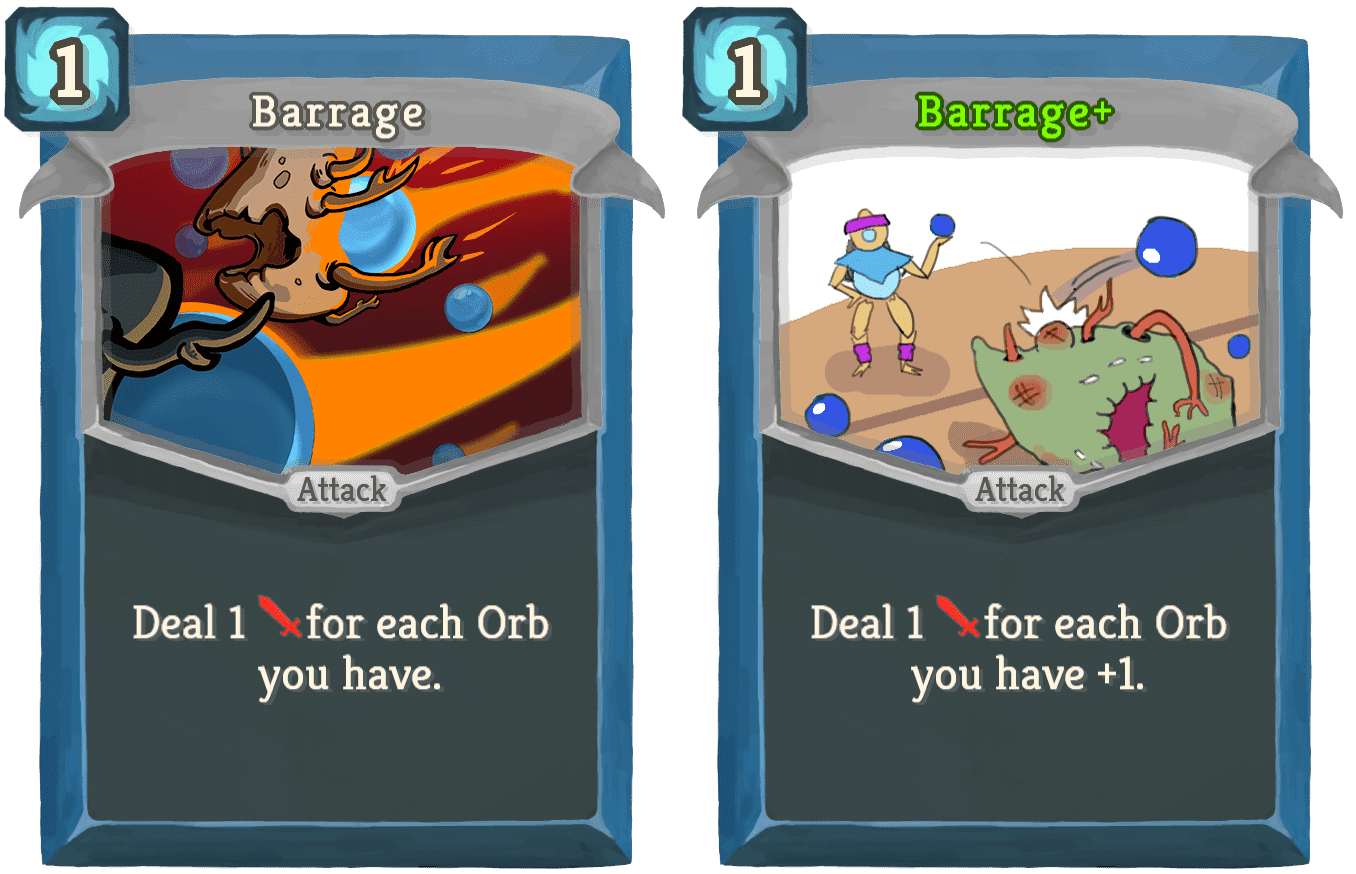 1
Barrage
Attack
Deal 1 for each Orb
you have.
1
Barrage+
Attack
Deal 1 for each Orb
you have +1.